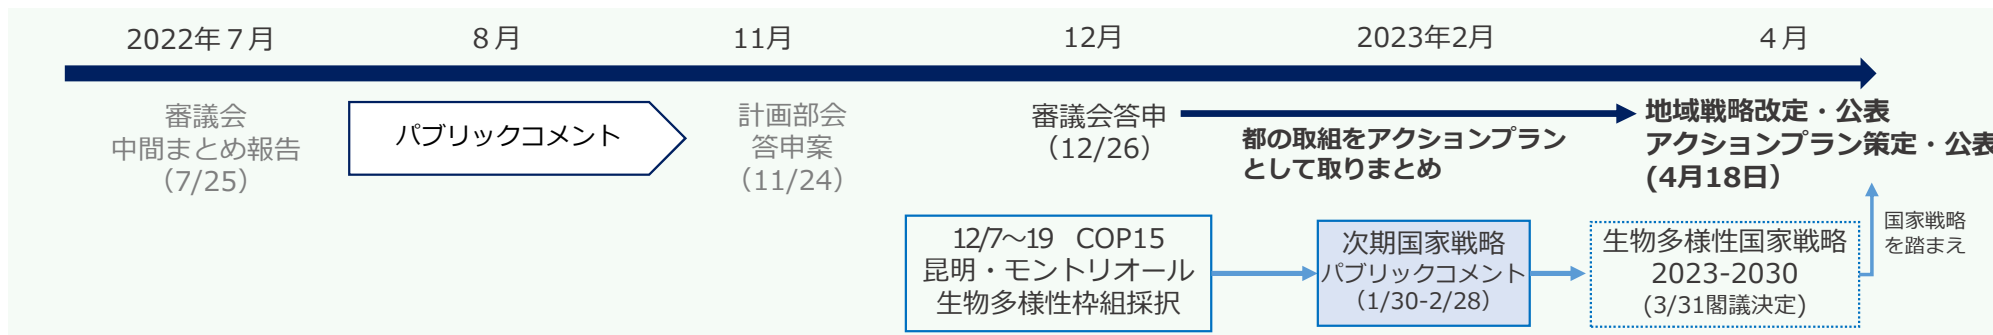 2022年７月
８月
11月
12月
2023年2月
４月
審議会
中間まとめ報告
（7/25）
パブリックコメント
計画部会
答申案
（11/24）
審議会答申
（12/26）
都の取組をアクションプラン
として取りまとめ
地域戦略改定・公表
アクションプラン策定・公表
(4月18日）
12/7～19 COP15
昆明・モントリオール
生物多様性枠組採択
次期国家戦略
パブリックコメント
（1/30-2/28）
生物多様性国家戦略
2023-2030
(3/31閣議決定)
国家戦略
を踏まえ